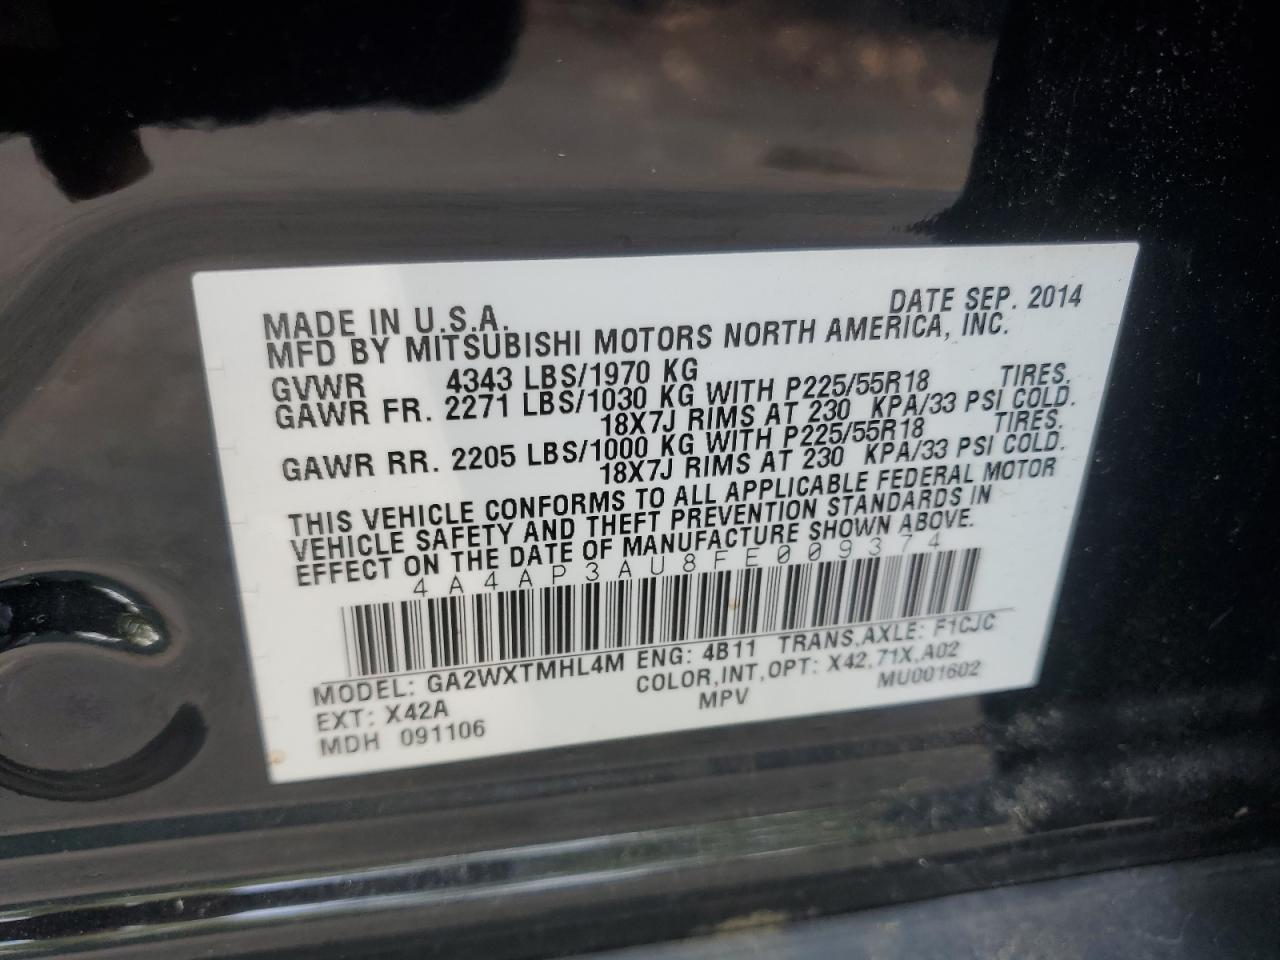 DATE SEP. 2014
MADE IN U.S.A.
MFD BY MITSUBISHI MOTORS NORTH AMERICA, INC.
GVWR 4343 LBS/1970 KG
GAWR FR. 2271 LBS/1030 KG WITH P225/55R18 TIRES,
18X7J RIMS AT 230 KPA/33 PSI COLD.
GAWR RR. 2205 LBS/1000 KG WITH P225/55R18 TIRES,
18X7J RIMS AT 230 KPA/33 PSI COLD.
THIS VEHICLE CONFORMS TO ALL APPLICABLE FEDERAL MOTOR
VEHICLE SAFETY AND THEFT PREVENTION STANDARDS IN
EFFECT ON THE DATE OF MANUFACTURE SHOWN ABOVE.
4A4AP3AU8FE009374
MODEL: GA2WXTMHL4M ENG: 4B11 TRANS,AXLE: F1CJC
EXT: X42A COLOR,INT,OPT: X42,71X,A02
MDH 091106 MPV MU001602